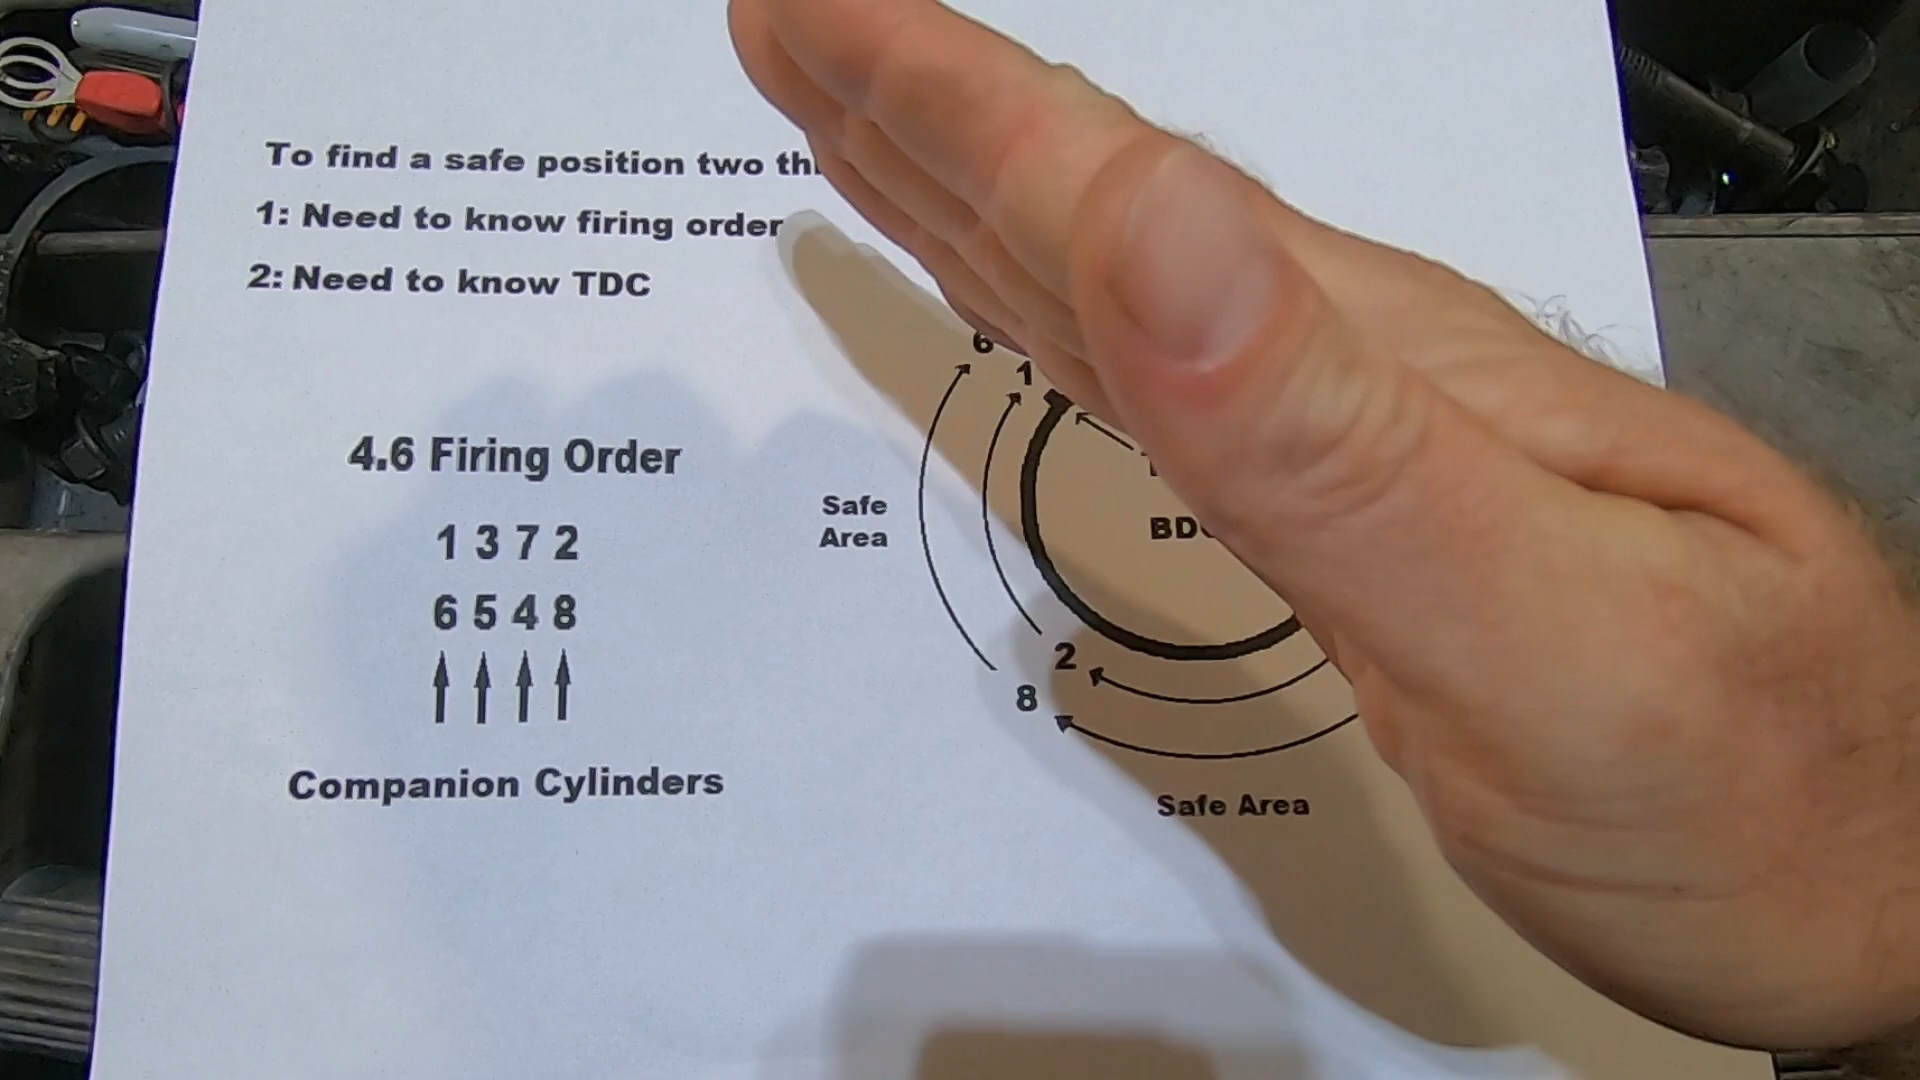 To find a safe position two
1: Need to know firing order
2: Need to know TDC
4.6 Firing Order
1 3 7 2
6 5 4 8
Companion Cylinders
6
1
Safe
Area
2
8
Safe Area